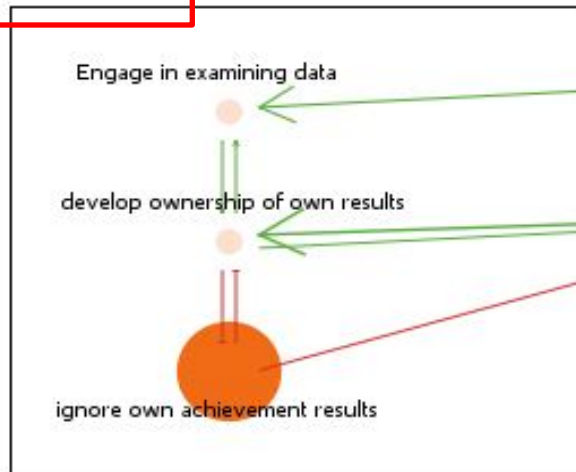 Engage in examining data
develop ownership of own results
ignore own achievement results